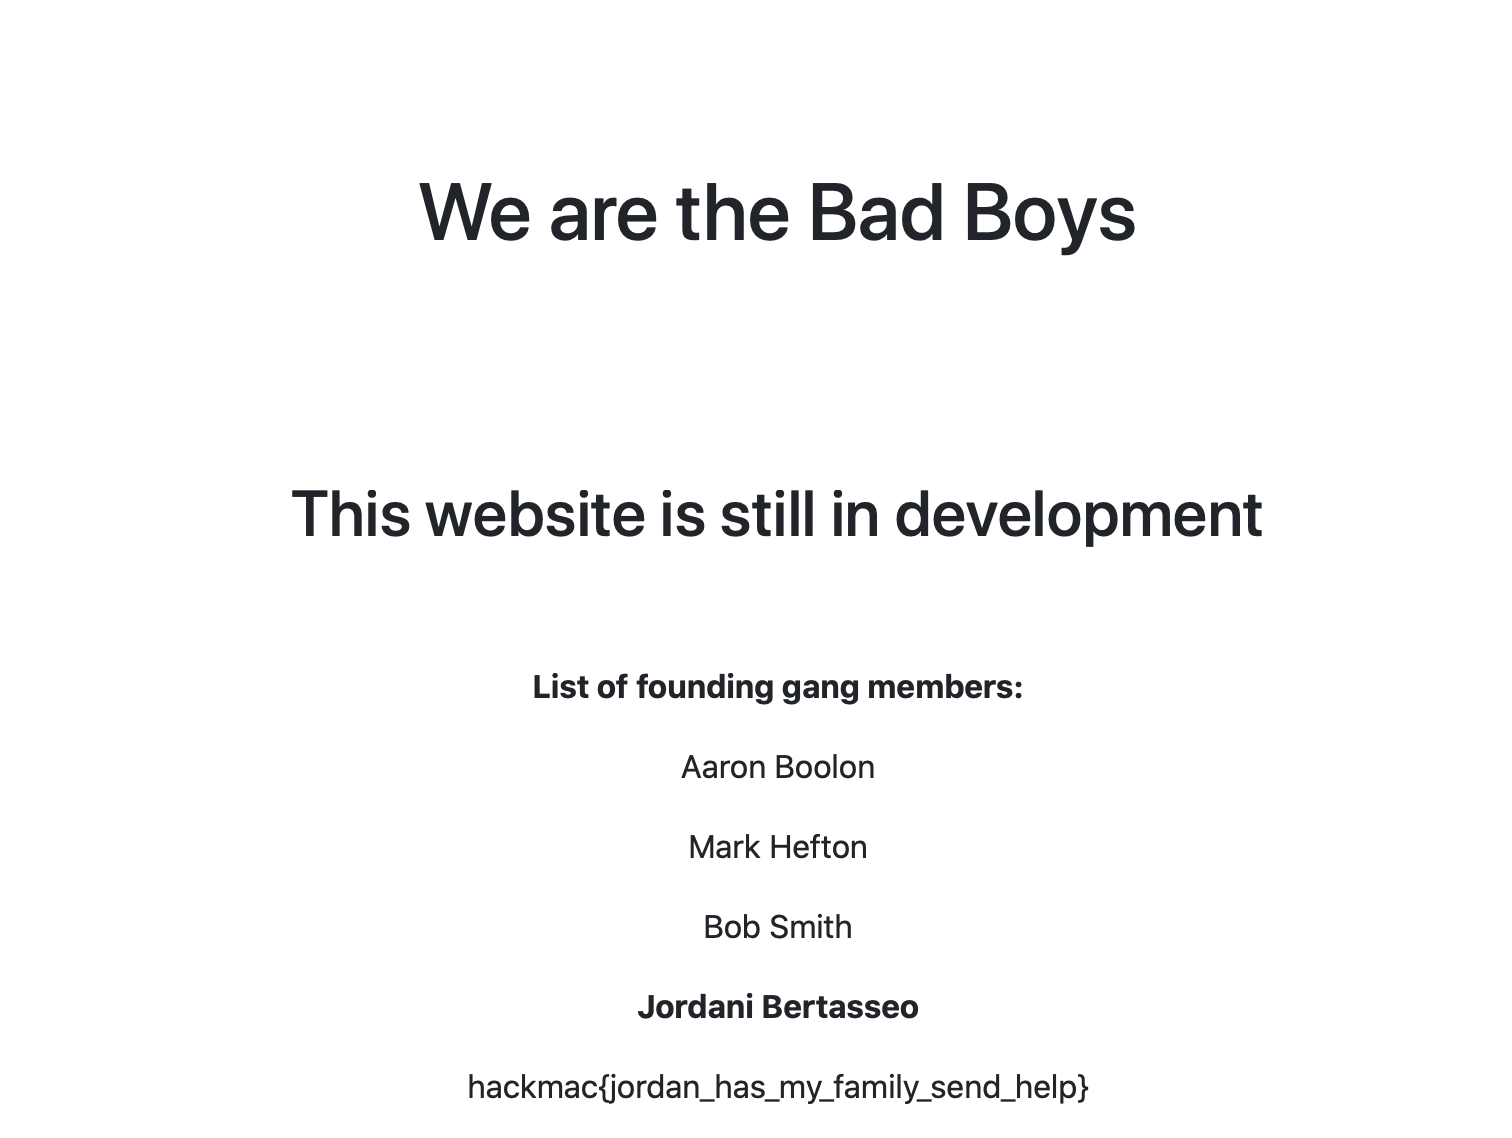 We are the Bad Boys
This website is still in development
List of founding gang members:
Aaron Boolon
Mark Hefton
Bob Smith
Jordani Bertasseo
hackmac{jordan_has_my_family_send_help}